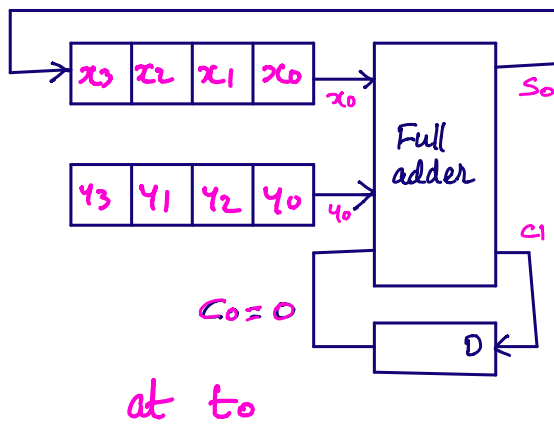 x3 x2 x1 x0
x0
S0
Full
adder
y3 y1 y2 y0
y0
C1
C0=0
D
at t0